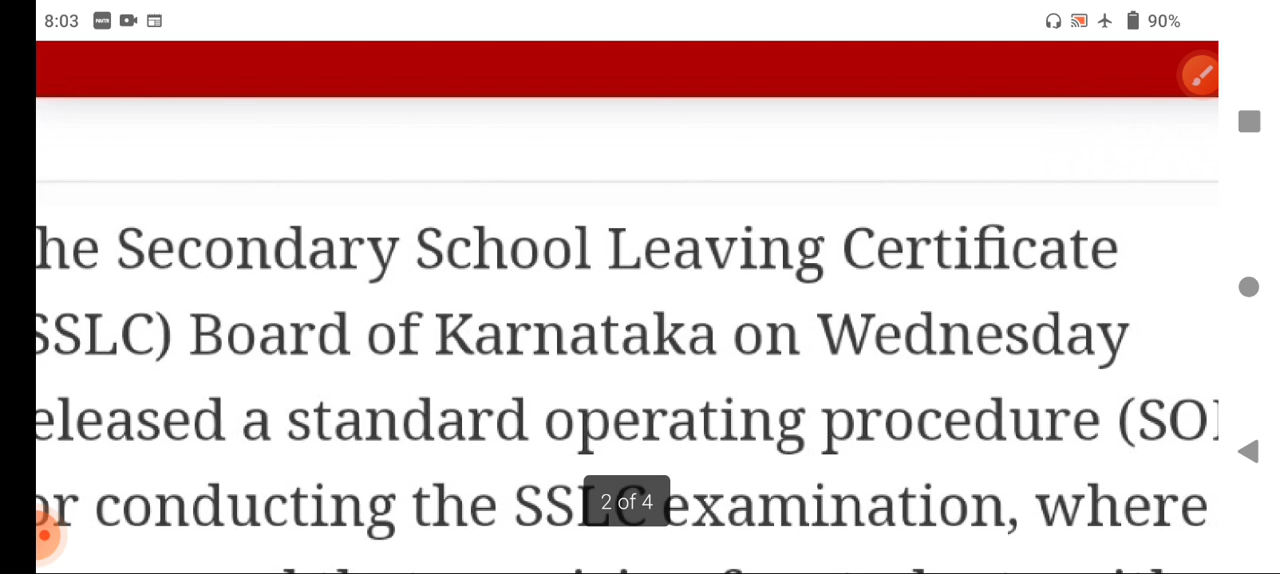 8:03
90%
he Secondary School Leaving Certificate
SSLC) Board of Karnataka on Wednesday
eleased a standard operating procedure (SO
or conducting the SSLC examination, where
2 of 4